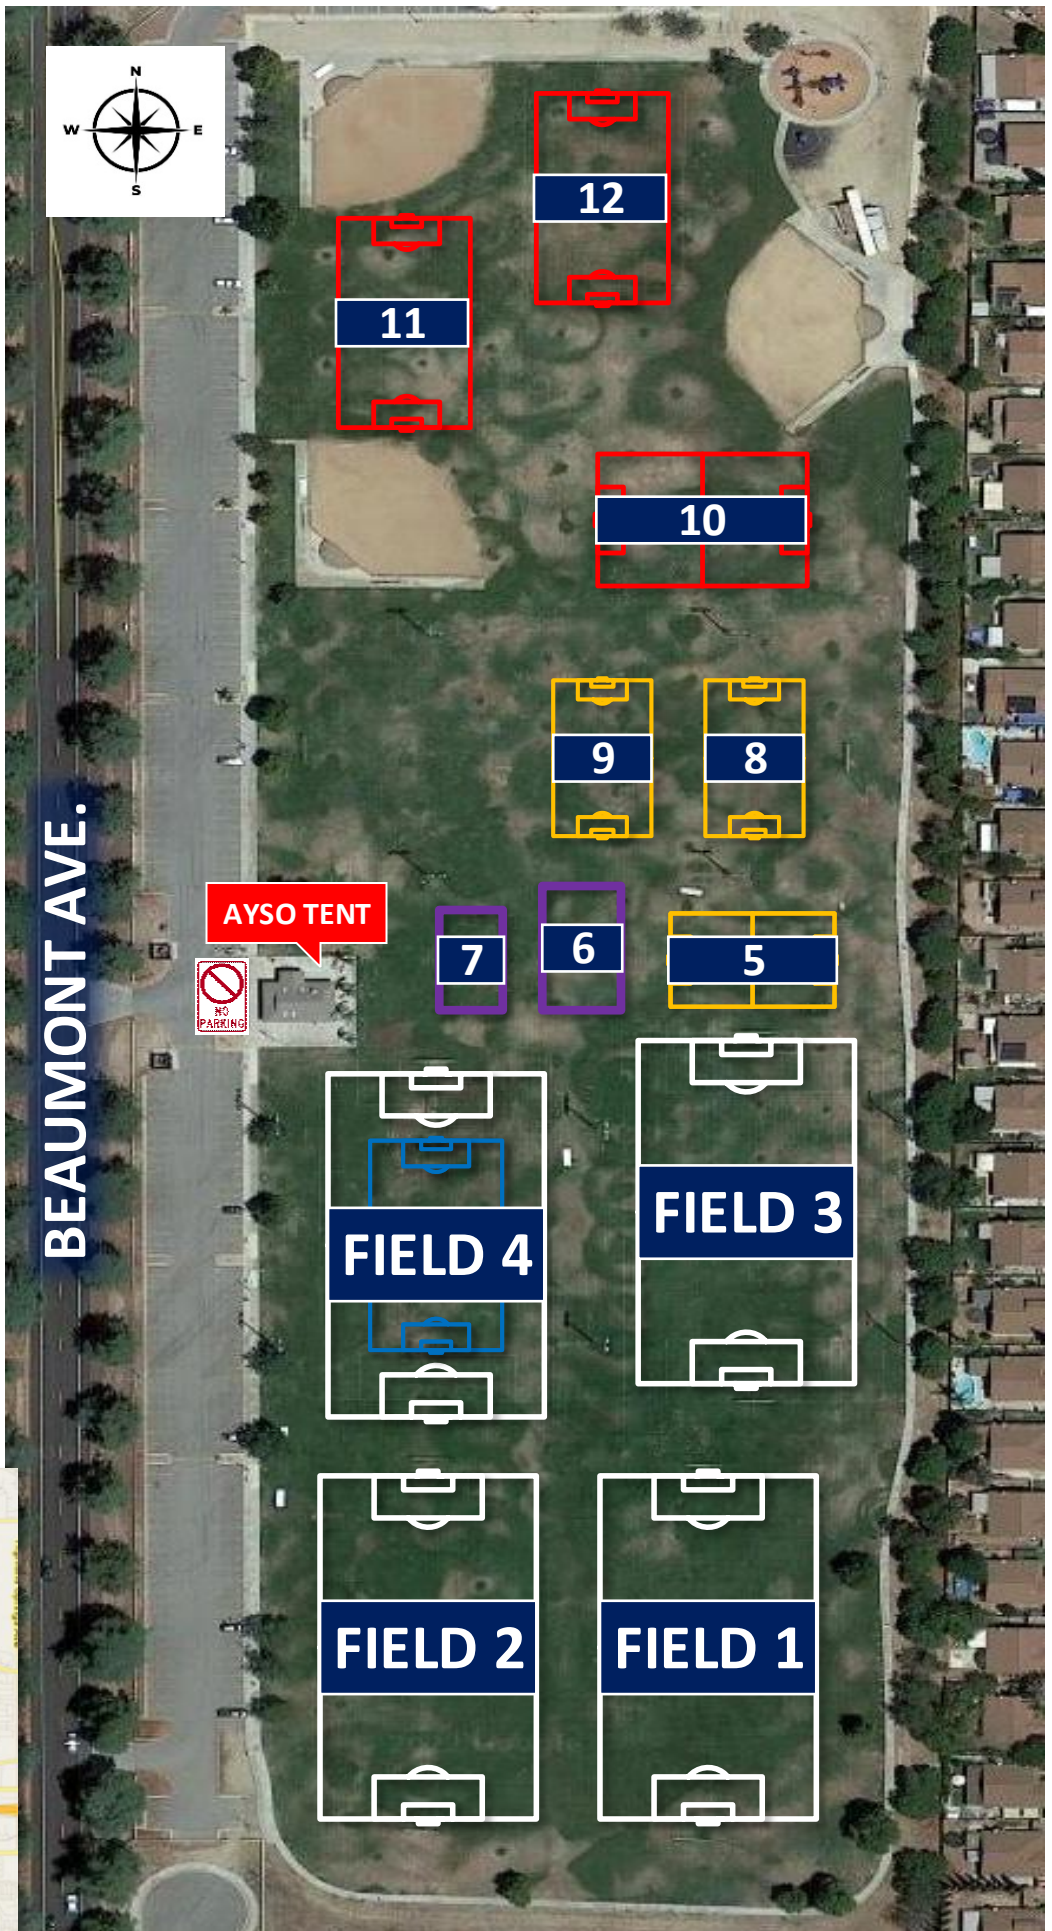 N
W E
S
12
11
10
9
8
BEAUMONT AVE.
AYSO TENT
NO
PARKING
7
6
5
FIELD 3
FIELD 4
FIELD 2
FIELD 1